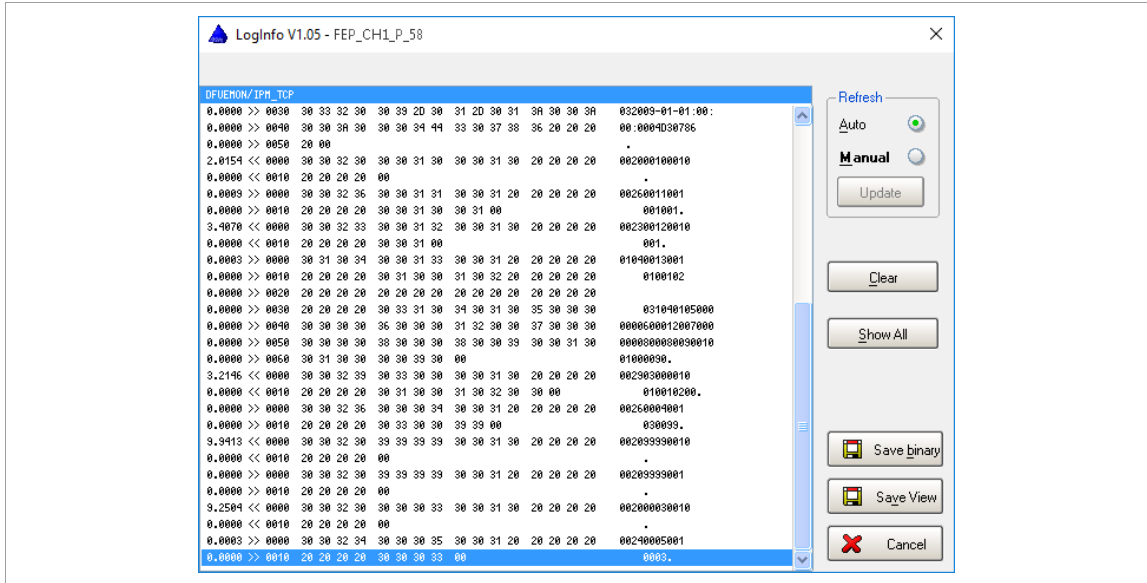 LogInfo V1.05 - FEP_CH1_P_58
DFUEMON/IPM_TCP
0.0000 >> 0030 30 33 32 30 30 39 2D 30 31 2D 30 31 3A 30 30 3A 032009-01-01:00:
0.0000 >> 0040 30 30 3A 30 30 30 34 44 33 30 37 38 36 20 20 20 00:0004D30786
0.0000 >> 0050 20 00 .
2.0154 << 0000 30 30 32 30 30 30 31 30 30 30 31 30 20 20 20 20 002000100010
0.0000 << 0010 20 20 20 20 00 .
0.0009 >> 0000 30 30 32 36 30 30 31 31 30 30 31 20 20 20 20 20 00260011001
0.0000 >> 0010 20 20 20 20 30 30 31 30 30 31 00 001001.
3.4070 << 0000 30 30 32 33 30 30 31 32 30 30 31 30 20 20 20 20 002300120010
0.0000 << 0010 20 20 20 20 30 30 31 00 001.
0.0003 >> 0000 30 31 30 34 30 30 31 33 30 30 31 20 20 20 20 20 01040013001
0.0000 >> 0010 20 20 20 20 30 31 30 30 31 30 32 20 20 20 20 20 0100102
0.0000 >> 0020 20 20 20 20 20 20 20 20 20 20 20 20 20 20 20 20
0.0000 >> 0030 20 20 20 20 30 33 31 30 34 30 31 30 35 30 30 30 031040105000
0.0000 >> 0040 30 30 30 30 36 30 30 30 31 32 30 30 37 30 30 30 0000600012007000
0.0000 >> 0050 30 30 30 30 38 30 30 30 38 30 30 39 30 30 31 30 0000800080090010
0.0000 >> 0060 30 31 30 30 30 30 39 30 00 01000090.
3.2146 << 0000 30 30 32 39 30 33 30 30 30 30 31 30 20 20 20 20 002903000010
0.0000 << 0010 20 20 20 20 30 31 30 30 31 30 32 30 30 00 010010200.
0.0000 >> 0000 30 30 32 36 30 30 30 34 30 30 31 20 20 20 20 20 00260004001
0.0000 >> 0010 20 20 20 20 30 33 30 30 39 39 00 030099.
9.9413 << 0000 30 30 32 30 39 39 39 39 30 30 31 30 20 20 20 20 002099990010
0.0000 << 0010 20 20 20 20 00 .
0.0000 >> 0000 30 30 32 30 39 39 39 39 30 30 31 20 20 20 20 20 00209999001
0.0000 >> 0010 20 20 20 20 00 .
9.2504 << 0000 30 30 32 30 30 30 30 33 30 30 31 30 20 20 20 20 002000030010
0.0000 << 0010 20 20 20 20 00 .
0.0003 >> 0000 30 30 32 34 30 30 30 35 30 30 31 20 20 20 20 20 00240005001
0.0000 >> 0010 20 20 20 20 30 30 30 33 00 0003.
Refresh
Auto
Manual
Update
Clear
Show All
Save binary
Save View
Cancel